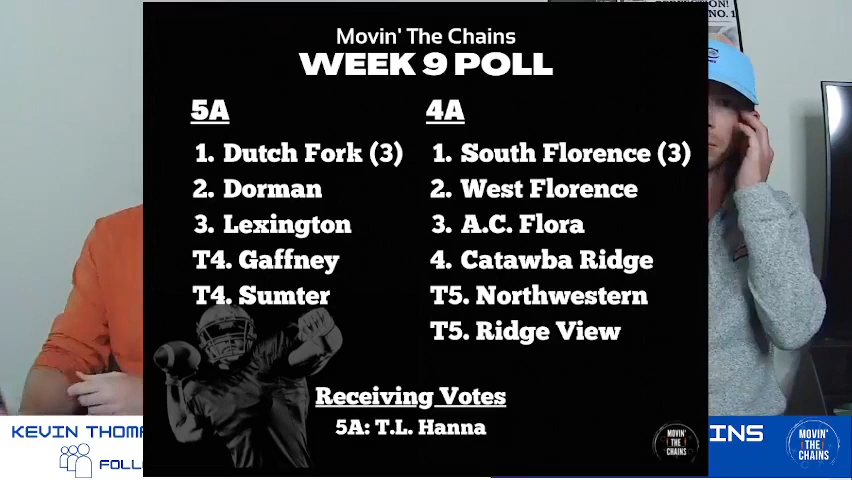 NO. 1
Movin' The Chains
WEEK 9 POLL
5A
1. Dutch Fork (3)
2. Dorman
3. Lexington
T4. Gaffney
T4. Sumter
4A
1. South Florence (3)
2. West Florence
3. A.C. Flora
4. Catawba Ridge
T5. Northwestern
T5. Ridge View
Receiving Votes
5A: T.L. Hanna
MOVIN'
THE
CHAINS
KEVIN THOM
FOLL
INS
MOVIN'
THE
CHAINS